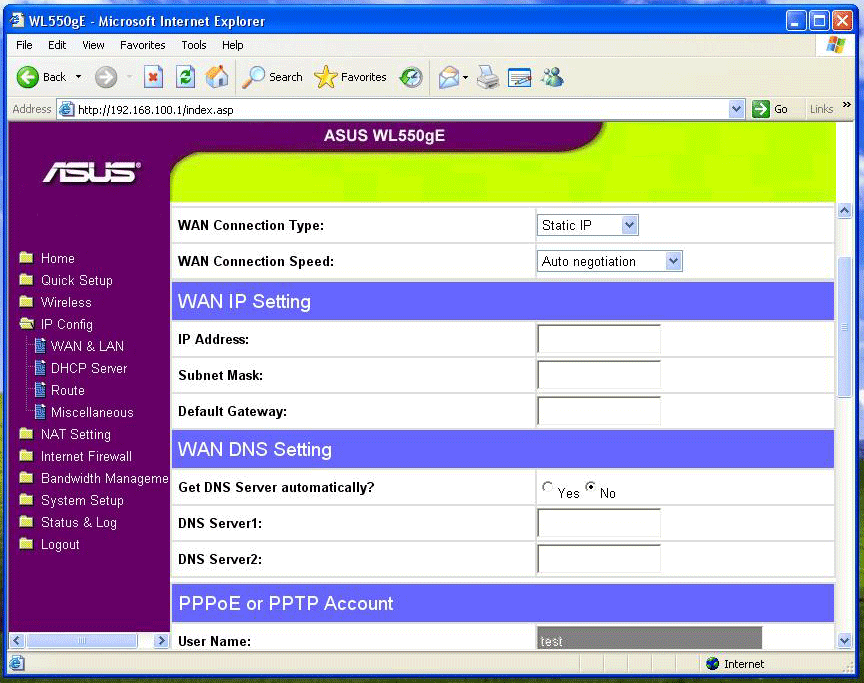 WL550gE - Microsoft Internet Explorer
File Edit View Favorites Tools Help
Back Search Favorites
Address http://192.168.100.1/index.asp Go Links »
ASUS WL550gE
ASUS
Home
Quick Setup
Wireless
IP Config
WAN & LAN
DHCP Server
Route
Miscellaneous
NAT Setting
Internet Firewall
Bandwidth Manageme
System Setup
Status & Log
Logout
WAN Connection Type: Static IP
WAN Connection Speed: Auto negotiation
WAN IP Setting
IP Address:
Subnet Mask:
Default Gateway:
WAN DNS Setting
Get DNS Server automatically? Yes No
DNS Server1:
DNS Server2:
PPPoE or PPTP Account
User Name: test
Internet